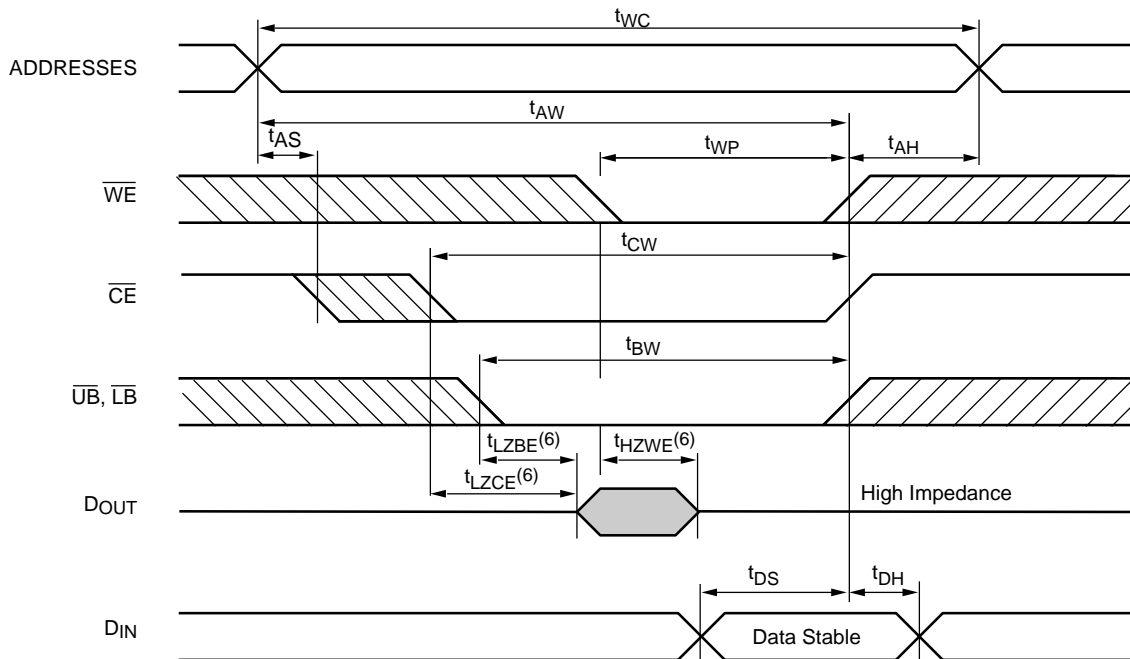 tWC
ADDRESSES
tAW
tAS
tWP
tAH
WE
tCW
CE
tBW
UB, LB
tLZBE(6)
tHZWE(6)
tLZCE(6)
DOUT
High Impedance
tDS
tDH
DIN
Data Stable